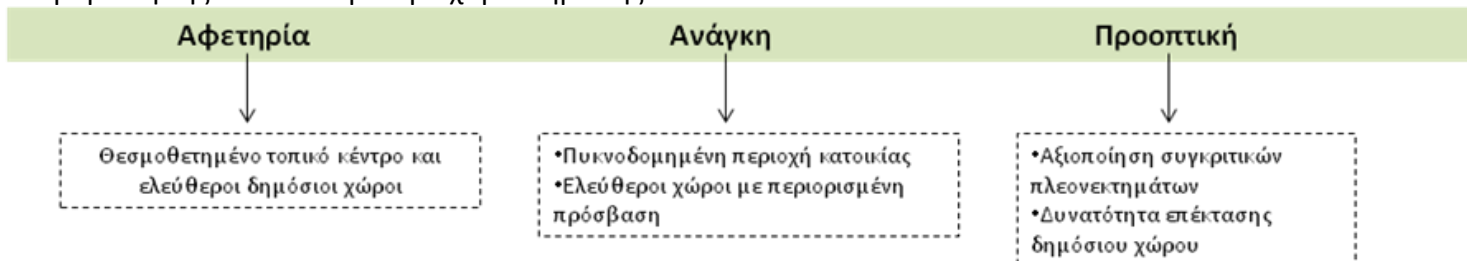 Αφετηρία
Ανάγκη
Προοπτική
Θεσμοθετημένο τοπικό κέντρο και
ελεύθεροι δημόσιοι χώροι
•Πυκνοδομημένη περιοχή κατοικίας
•Ελεύθεροι χώροι με περιορισμένη
πρόσβαση
•Αξιοποίηση συγκριτικών
πλεονεκτημάτων
•Δυνατότητα επέκτασης
δημόσιου χώρου